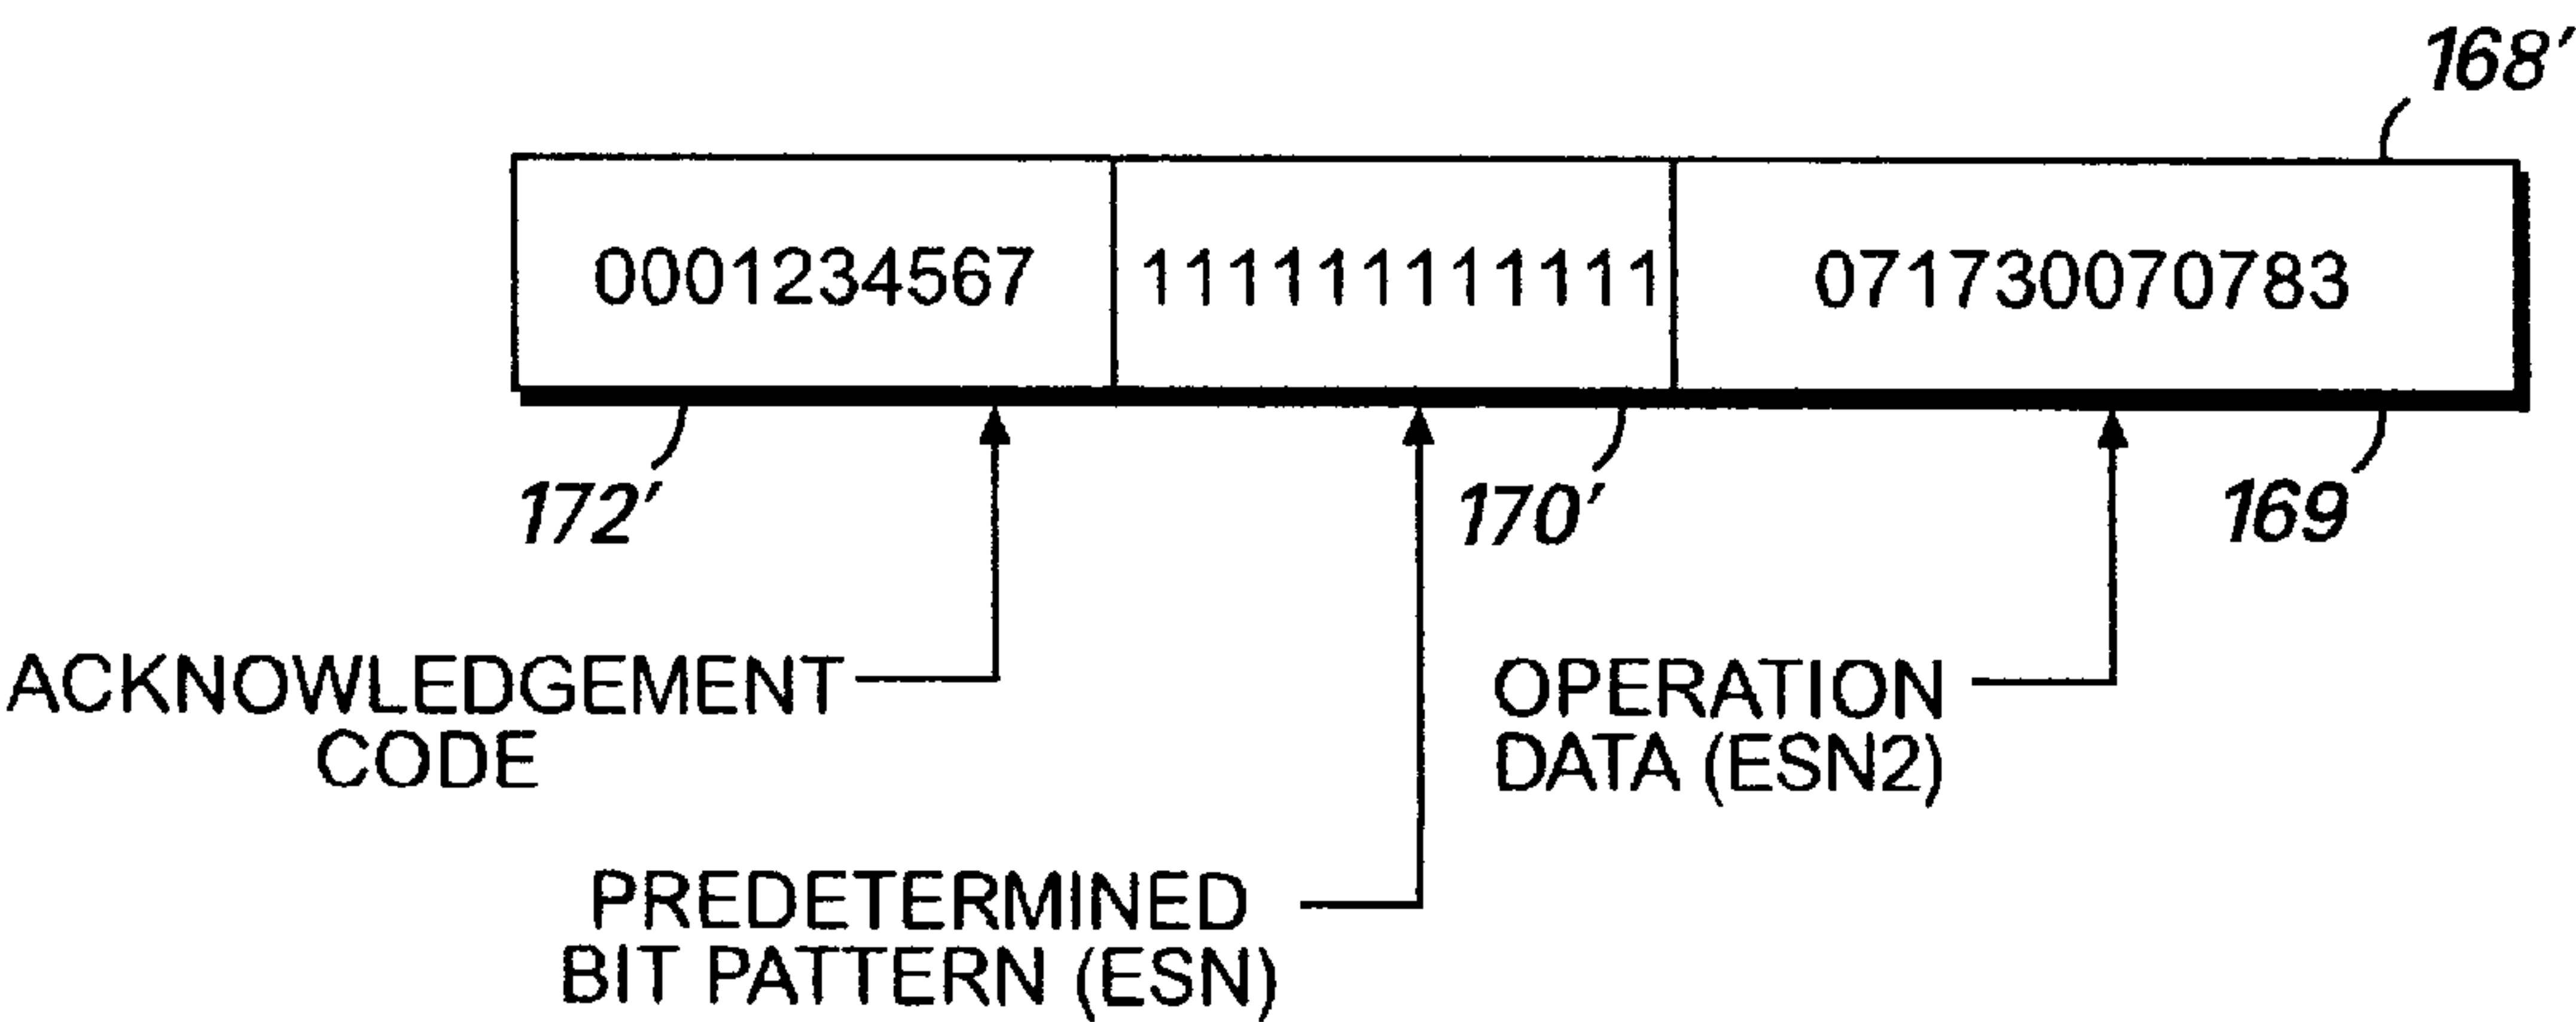 168'
0001234567 111111111111 071730070783
172' 170' 169
ACKNOWLEDGEMENT
CODE
OPERATION
DATA (ESN2)
PREDETERMINED
BIT PATTERN (ESN)